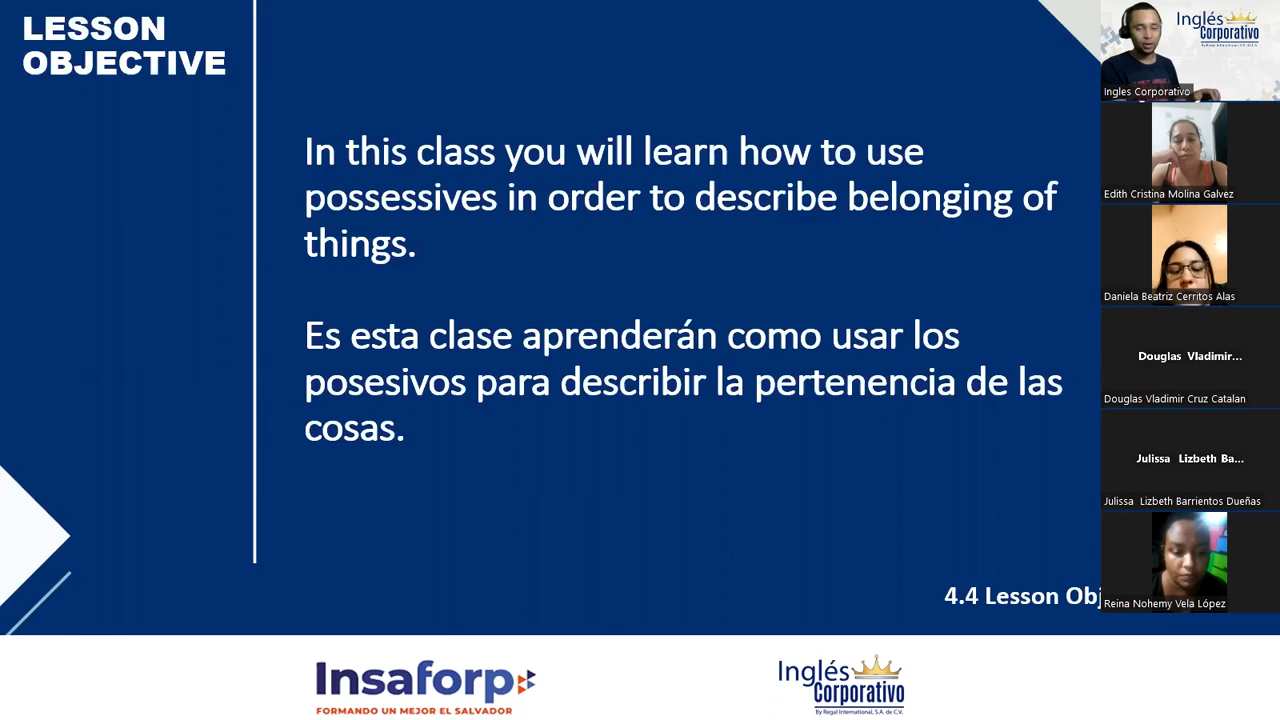 LESSON
OBJECTIVE
In this class you will learn how to use
possessives in order to describe belonging of
things.
Es esta clase aprenderán como usar los
posesivos para describir la pertenencia de las
cosas.
4.4 Lesson Obj
Insaforp
FORMANDO UN MEJOR EL SALVADOR
Inglés
Corporativo
By Regal International, S.A. de C.V.
Inglés
Corporativo
Ingles Corporativo
Edith Cristina Molina Galvez
Daniela Beatriz Cerritos Alas
Douglas Vladimir...
Douglas Vladimir Cruz Catalan
Julissa Lizbeth Ba...
Julissa Lizbeth Barrientos Dueñas
Reina Nohemy Vela López